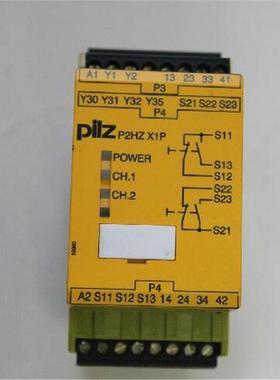 A1 Y1 Y2 13 23 33 41
P3
Y30 Y31 Y32 Y35 S21 S22 S23
P4
pilz P2HZ X1P
S11
POWER
S13
CH.1
S12
S22
CH.2
S23
S21
P4
A2 S11 S12 S13 14 24 34 42